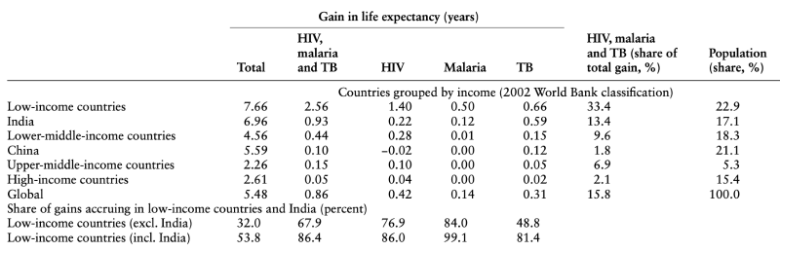 Gain in life expectancy (years)
Total HIV, malaria and TB HIV Malaria TB HIV, malaria and TB (share of total gain, %) Population (share, %)
Countries grouped by income (2002 World Bank classification)
Low-income countries 7.66 2.56 1.40 0.50 0.66 33.4 22.9
India 6.96 0.93 0.22 0.12 0.59 13.4 17.1
Lower-middle-income countries 4.56 0.44 0.28 0.01 0.15 9.6 18.3
China 5.59 0.10 −0.02 0.00 0.12 1.8 21.1
Upper-middle-income countries 2.26 0.15 0.10 0.00 0.05 6.9 5.3
High-income countries 2.61 0.05 0.04 0.00 0.02 2.1 15.4
Global 5.48 0.86 0.42 0.14 0.31 15.8 100.0
Share of gains accruing in low-income countries and India (percent)
Low-income countries (excl. India) 32.0 67.9 76.9 84.0 48.8
Low-income countries (incl. India) 53.8 86.4 86.0 99.1 81.4